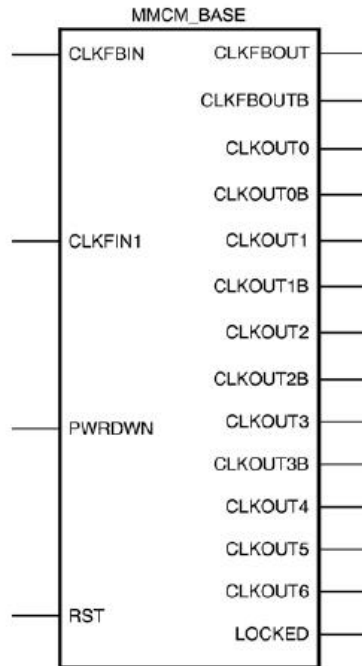 MMCM_BASE
CLKFBIN CLKFBOUT
CLKFBOUTB
CLKOUT0
CLKOUT0B
CLKFIN1 CLKOUT1
CLKOUT1B
CLKOUT2
CLKOUT2B
PWRDWN CLKOUT3
CLKOUT3B
CLKOUT4
CLKOUT5
CLKOUT6
RST
LOCKED